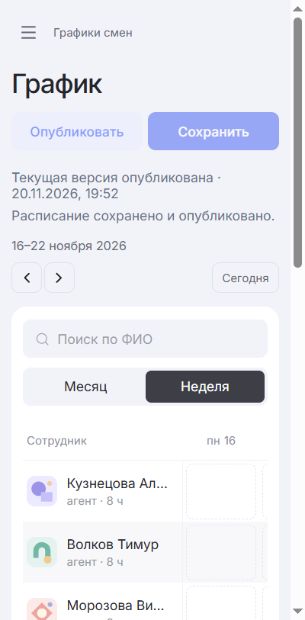 Графики смен
График
Опубликовать
Сохранить
Текущая версия опубликована ·
20.11.2026, 19:52
Расписание сохранено и опубликовано.
16–22 ноября 2026
Сегодня
Поиск по ФИО
Месяц
Неделя
Сотрудник
пн 16
Кузнецова Ал...
агент · 8 ч
Волков Тимур
агент · 8 ч
Морозова Ви...